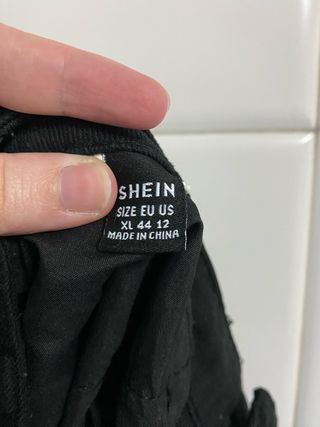 SHEIN
SIZE EU US
XL 44 12
MADE IN CHINA